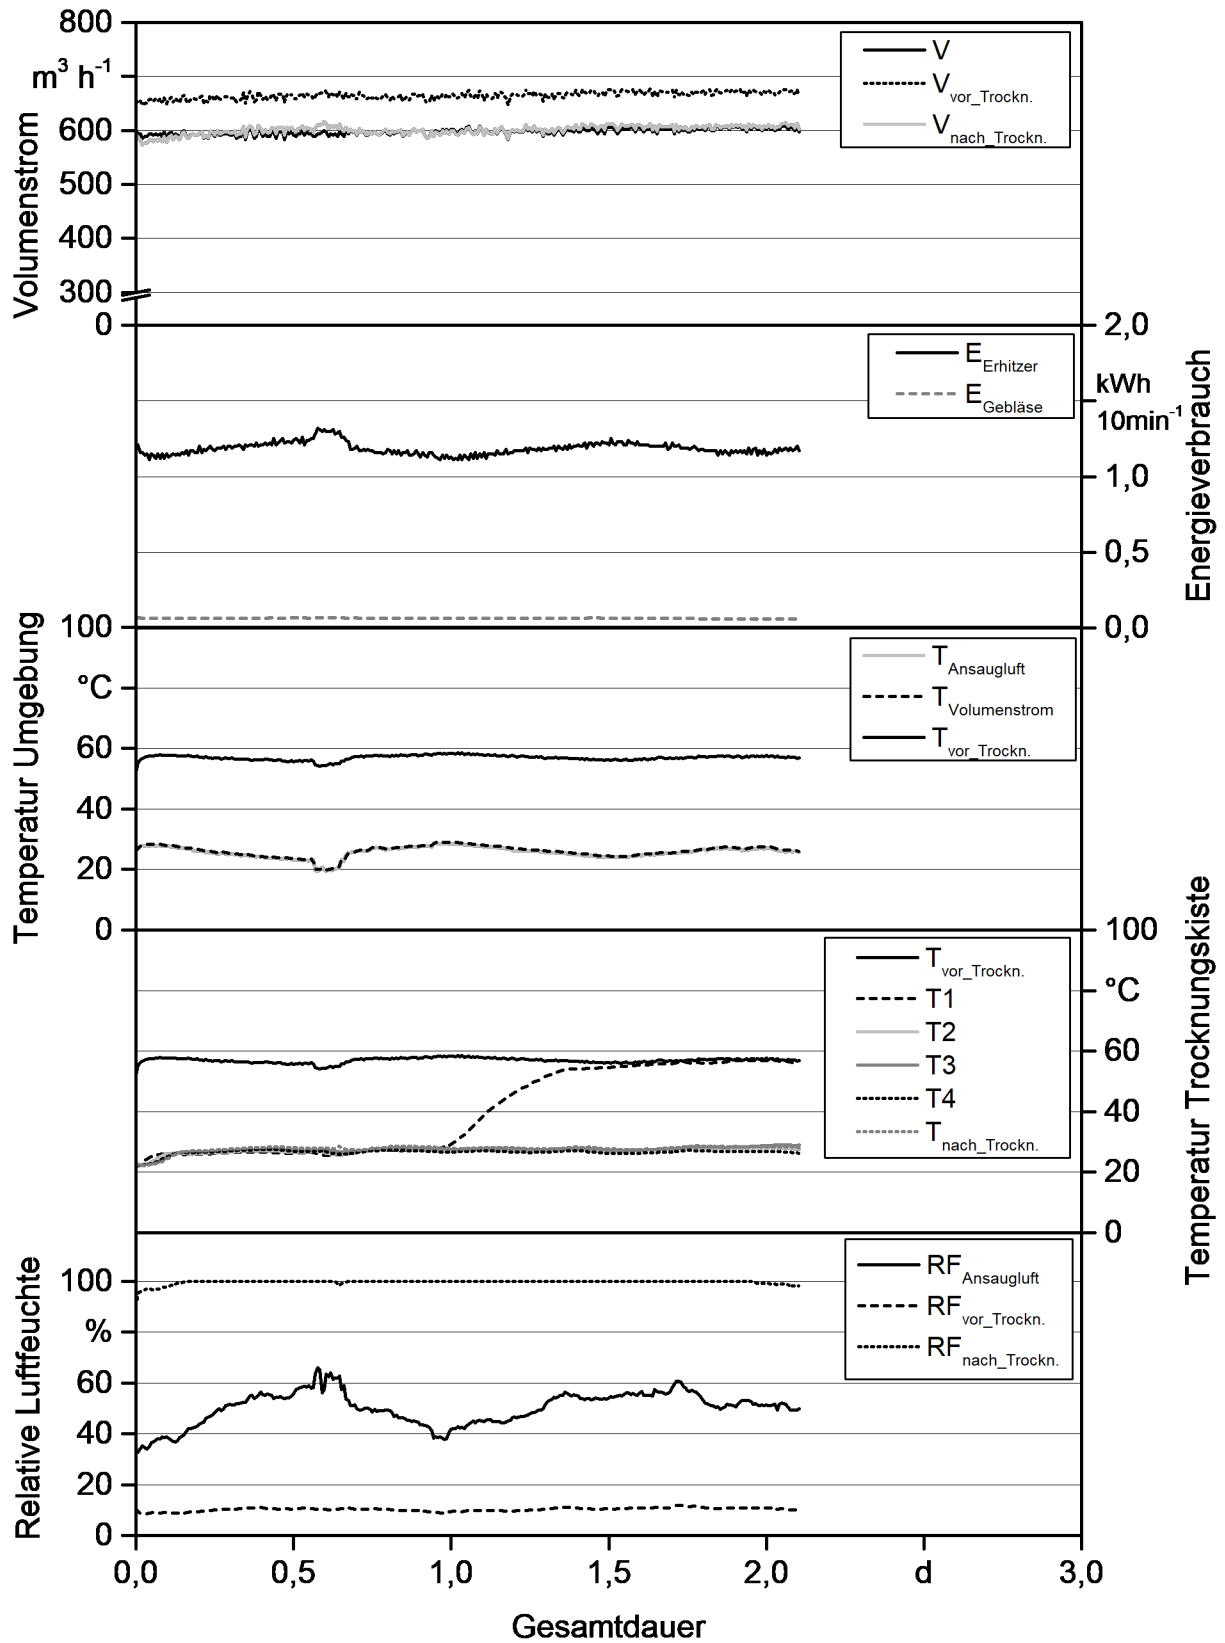 800
m³ h⁻¹
600
500
400
300
0
Volumenstrom
V
V vor_Trockn.
V nach_Trockn.
2,0
kWh
10min⁻¹
1,0
0,5
0,0
Energieverbrauch
E Erhitzer
E Gebläse
100
°C
60
40
20
0
Temperatur Umgebung
T Ansaugluft
T Volumenstrom
T vor_Trockn.
100
°C
60
40
20
0
Temperatur Trocknungskiste
T vor_Trockn.
T1
T2
T3
T4
T nach_Trockn.
100
%
60
40
20
0
Relative Luftfeuchte
RF Ansaugluft
RF vor_Trockn.
RF nach_Trockn.
0,0 0,5 1,0 1,5 2,0 d 3,0
Gesamtdauer